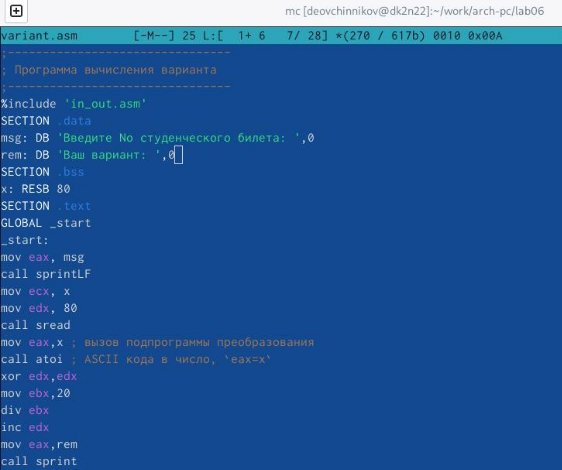 mc [deovchinnikov@dk2n22]:~/work/arch-pc/lab06
variant.asm [-M--] 25 L:[ 1+ 6 7/ 28] *(270 / 617b) 0010 0x00A
;--------------------------------
; Программа вычисления варианта
;--------------------------------
%include 'in_out.asm'
SECTION .data
msg: DB 'Введите No студенческого билета: ',0
rem: DB 'Ваш вариант: ',0
SECTION .bss
x: RESB 80
SECTION .text
GLOBAL _start
_start:
mov eax, msg
call sprintLF
mov ecx, x
mov edx, 80
call sread
mov eax,x ; вызов подпрограммы преобразования
call atoi ; ASCII кода в число, `eax=x`
xor edx,edx
mov ebx,20
div ebx
inc edx
mov eax,rem
call sprint